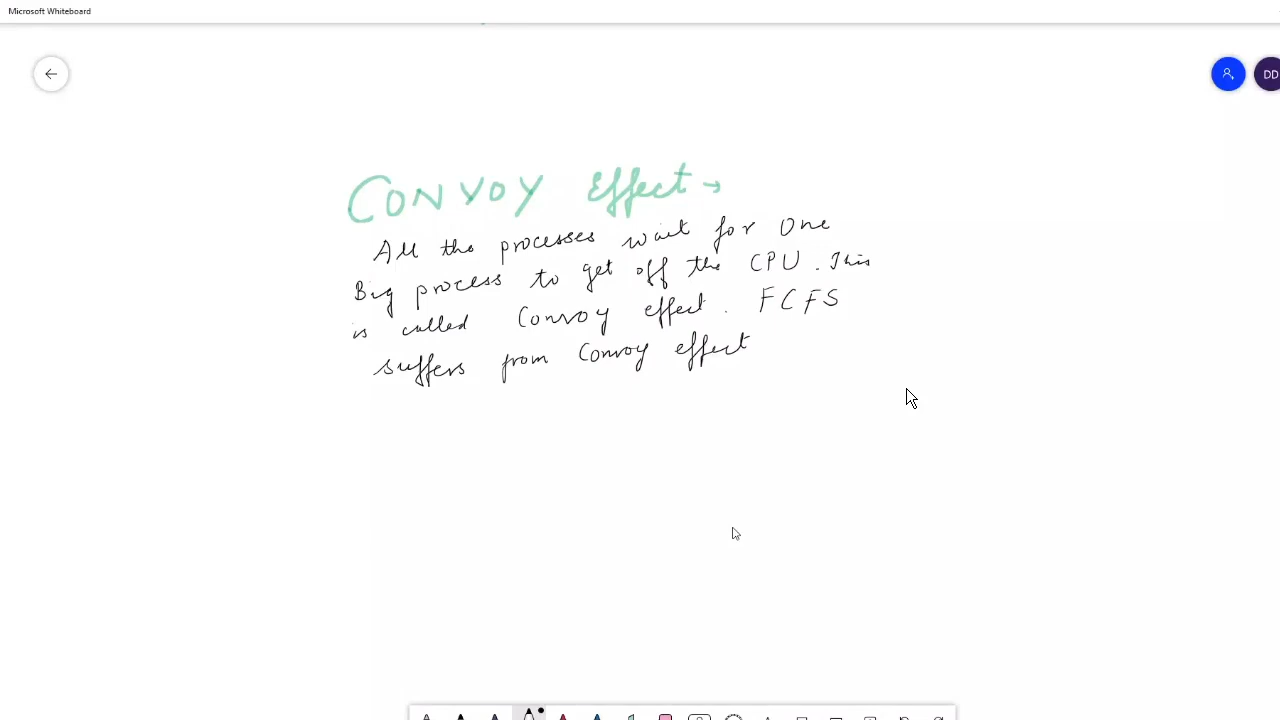 Microsoft Whiteboard
DD
CONVOY Effect →
All the processes wait for One
Big process to get off the CPU. This
is called Convoy effect. FCFS
suffers from Convoy effect